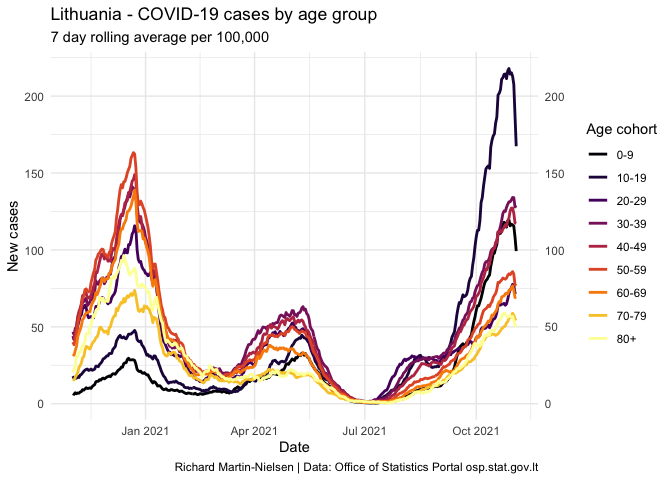 Lithuania - COVID-19 cases by age group
7 day rolling average per 100,000
New cases
200
150
100
50
0
200
150
100
50
0
Jan 2021 Apr 2021 Jul 2021 Oct 2021
Date
Age cohort
0-9
10-19
20-29
30-39
40-49
50-59
60-69
70-79
80+
Richard Martin-Nielsen | Data: Office of Statistics Portal osp.stat.gov.lt